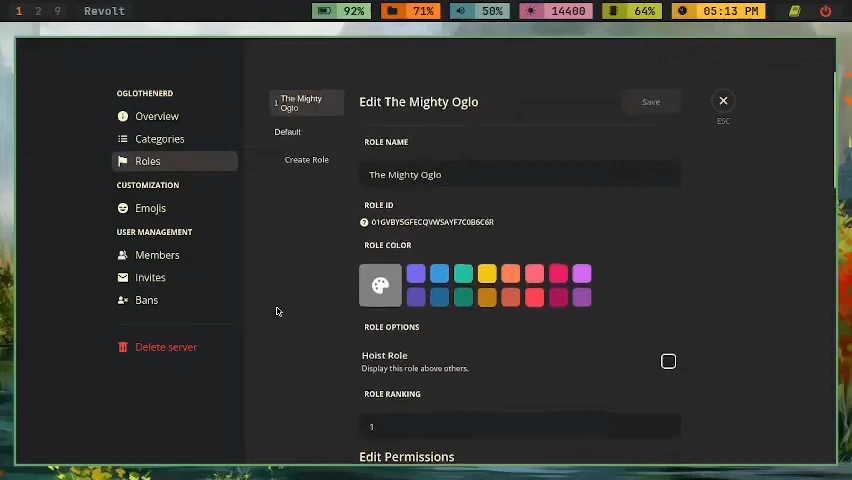 1 2 9 Revolt 92% 71% 50% 14400 64% 05:13 PM
OGLOTHENERD
Overview
Categories
Roles
CUSTOMIZATION
Emojis
USER MANAGEMENT
Members
Invites
Bans
Delete server
1 The Mighty
Oglo
Default
Create Role
Edit The Mighty Oglo
Save
ESC
ROLE NAME
The Mighty Oglo
ROLE ID
01GVBY5GFECQVWSAYF7C0B6C6R
ROLE COLOR
ROLE OPTIONS
Hoist Role
Display this role above others.
ROLE RANKING
1
Edit Permissions